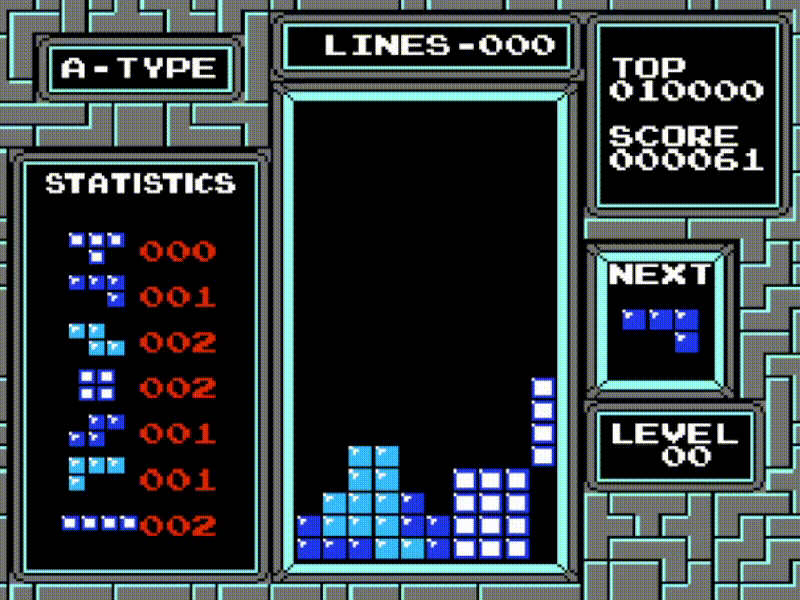 A-TYPE
LINES-000
TOP
010000
SCORE
000061
STATISTICS
000
001
002
002
001
001
002
NEXT
LEVEL
00